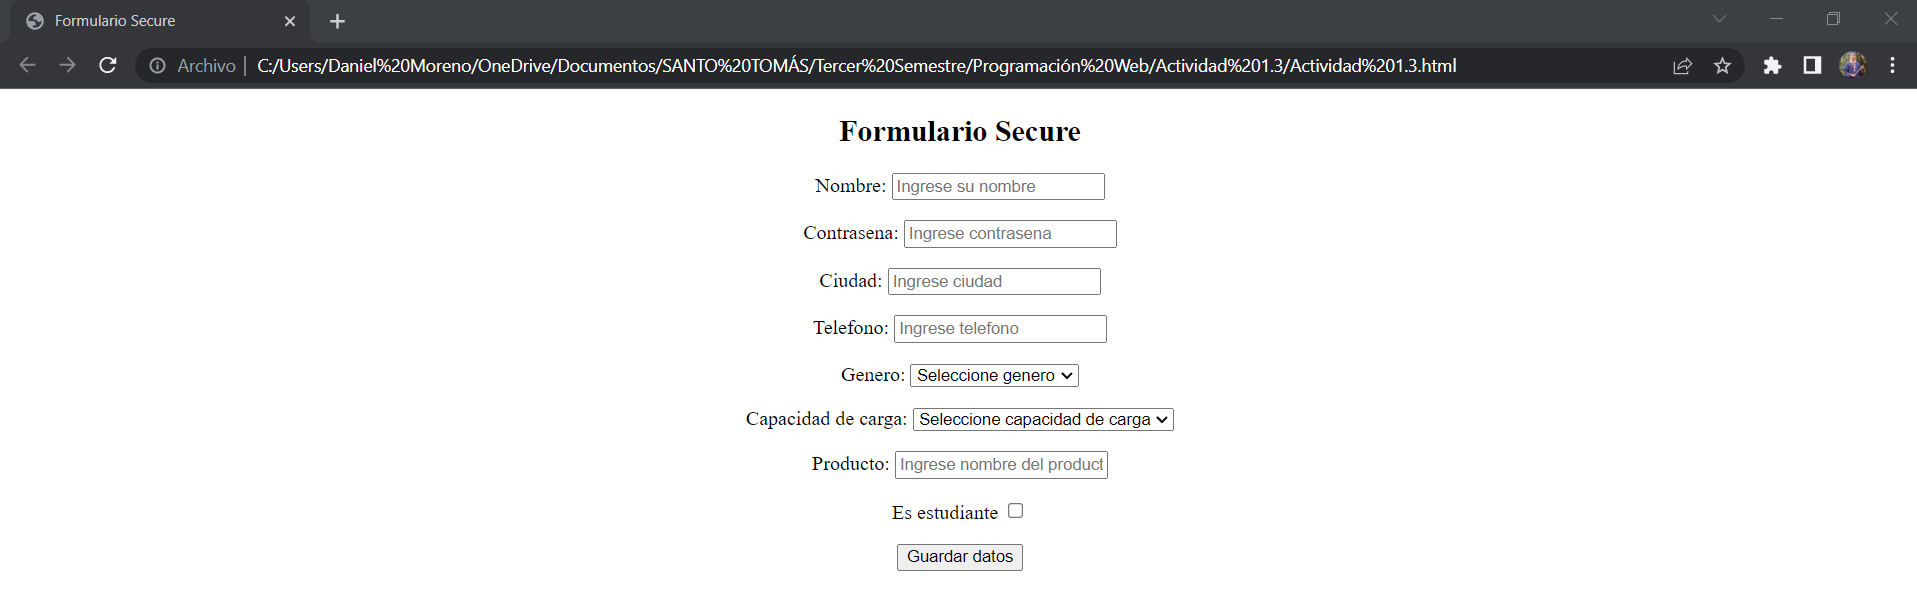 Formulario Secure
Archivo | C:/Users/Daniel%20Moreno/OneDrive/Documentos/SANTO%20TOMÁS/Tercer%20Semestre/Programación%20Web/Actividad%201.3/Actividad%201.3.html
Formulario Secure
Nombre: Ingrese su nombre
Contrasena: Ingrese contrasena
Ciudad: Ingrese ciudad
Telefono: Ingrese telefono
Genero: Seleccione genero
Capacidad de carga: Seleccione capacidad de carga
Producto: Ingrese nombre del product
Es estudiante
Guardar datos